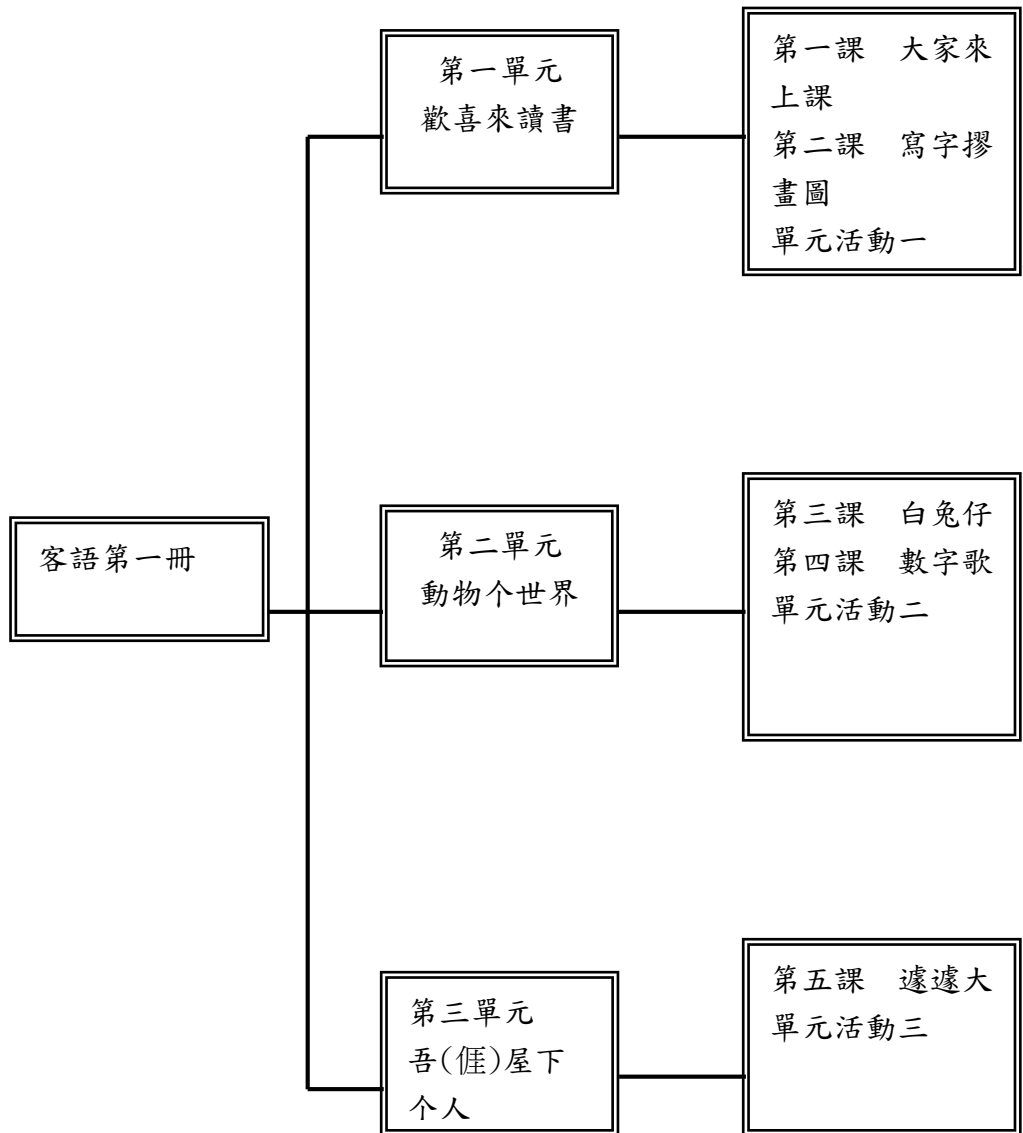 第一單元
歡喜來讀書
第一課　大家來
上課
第二課　寫字摎
畫圖
單元活動一
客語第一冊
第二單元
動物个世界
第三課　白兔仔
第四課　數字歌
單元活動二
第三單元
吾(𠊎)屋下
个人
第五課　遽遽大
單元活動三